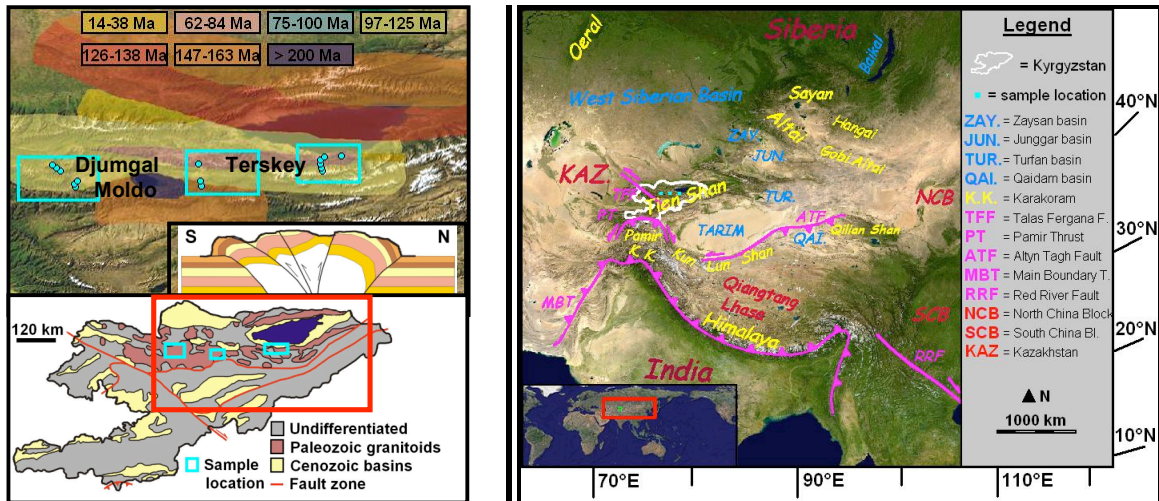 14-38 Ma 62-84 Ma 75-100 Ma 97-125 Ma
126-138 Ma 147-163 Ma > 200 Ma
Djumgal Terskey
Moldo
S N
120 km
Undifferentiated
Paleozoic granitoids
Sample location
Cenozoic basins
Fault zone
Oeral
Siberia
Baikal
West Siberian Basin
Sayan
Altai
Hangai
ZAY.
JUN.
Gobi Altai
KAZ
TFF
Tien Shan
TUR.
NCB
PT
TARIM
ATF
QAI.
Qilian Shan
Pamir
K.K.
Kun
Lun Shan
Qiangtang
Lhasa
MBT
Himalaya
SCB
RRF
India
Legend
= Kyrgyzstan
= sample location
ZAY. = Zaysan basin
JUN. = Junggar basin
TUR. = Turfan basin
QAI. = Qaidam basin
K.K. = Karakoram
TFF = Talas Fergana F.
PT = Pamir Thrust
ATF = Altyn Tagh Fault
MBT = Main Boundary T.
RRF = Red River Fault
NCB = North China Block
SCB = South China Bl.
KAZ = Kazakhstan
N
1000 km
40°N
30°N
20°N
10°N
70°E 90°E 110°E